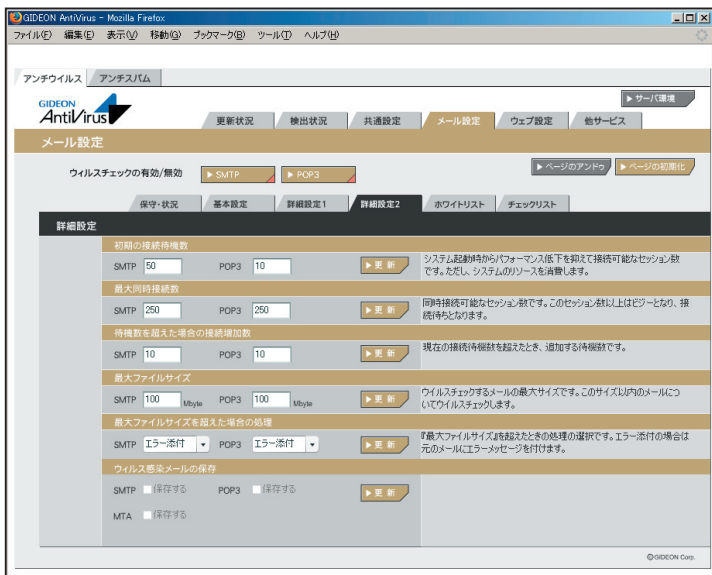 GIDEON AntiVirus - Mozilla Firefox
ファイル(F) 編集(E) 表示(V) 移動(G) ブックマーク(B) ツール(T) ヘルプ(H)
アンチウイルス アンチスパム
GIDEON AntiVirus
サーバ環境
更新状況 検出状況 共通設定 メール設定 ウェブ設定 他サービス
メール設定
ウィルスチェックの有効/無効 SMTP POP3 ページのアンドゥ ページの初期化
保守・状況 基本設定 詳細設定1 詳細設定2 ホワイトリスト チェックリスト
詳細設定
初期の接続待機数
SMTP 50 POP3 10 更新
システム起動時からパフォーマンス低下を抑えて接続可能なセッション数
です。ただし、システムのリソースを消費します。
最大同時接続数
SMTP 250 POP3 250 更新
同時接続可能なセッション数です。このセッション数以上はビジーとなり、接
続待ちとなります。
待機数を超えた場合の接続増加数
SMTP 10 POP3 10 更新
現在の接続待機数を超えたとき、追加する待機数です。
最大ファイルサイズ
SMTP 100 Mbyte POP3 100 Mbyte 更新
ウイルスチェックするメールの最大サイズです。このサイズ以内のメールにつ
いてウイルスチェックします。
最大ファイルサイズを超えた場合の処理
SMTP エラー添付 POP3 エラー添付 更新
『最大ファイルサイズ』を超えたときの処理の選択です。エラー添付の場合は
元のメールにエラーメッセージを付けます。
ウィルス感染メールの保存
SMTP 保存する POP3 保存する 更新
MTA 保存する
©GIDEON Corp.